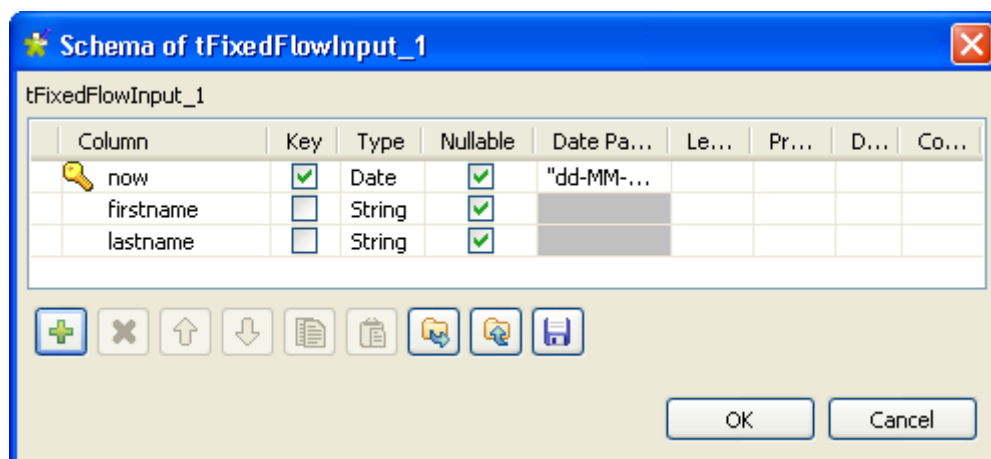 Schema of tFixedFlowInput_1
tFixedFlowInput_1
Column Key Type Nullable Date Pa... Le... Pr... D... Co...
now Date "dd-MM-...
firstname String
lastname String
OK Cancel